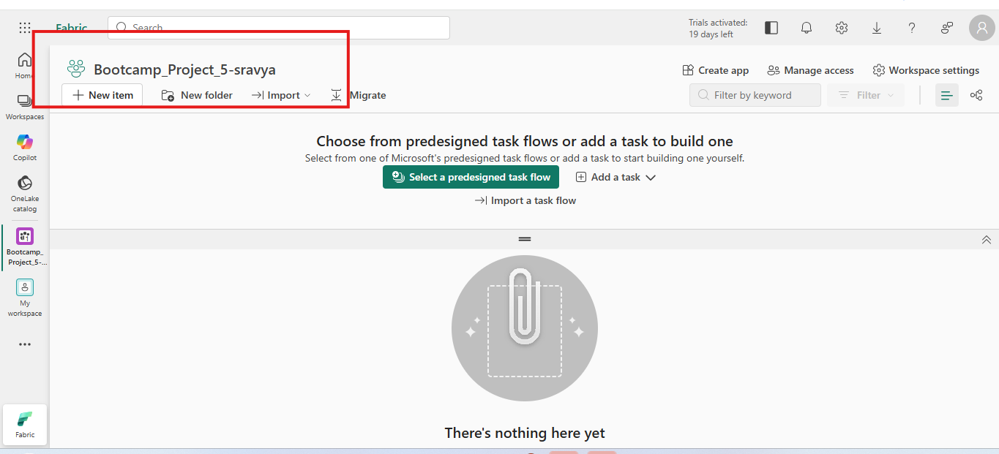 Fabric
Search
Trials activated:
19 days left
Home
Workspaces
Copilot
OneLake
catalog
Bootcamp_
Project_5-...
My
workspace
Fabric
Bootcamp_Project_5-sravya
Create app
Manage access
Workspace settings
New item
New folder
Import
Migrate
Filter by keyword
Filter
Choose from predesigned task flows or add a task to build one
Select from one of Microsoft's predesigned task flows or add a task to start building one yourself.
Select a predesigned task flow
Add a task
Import a task flow
There's nothing here yet